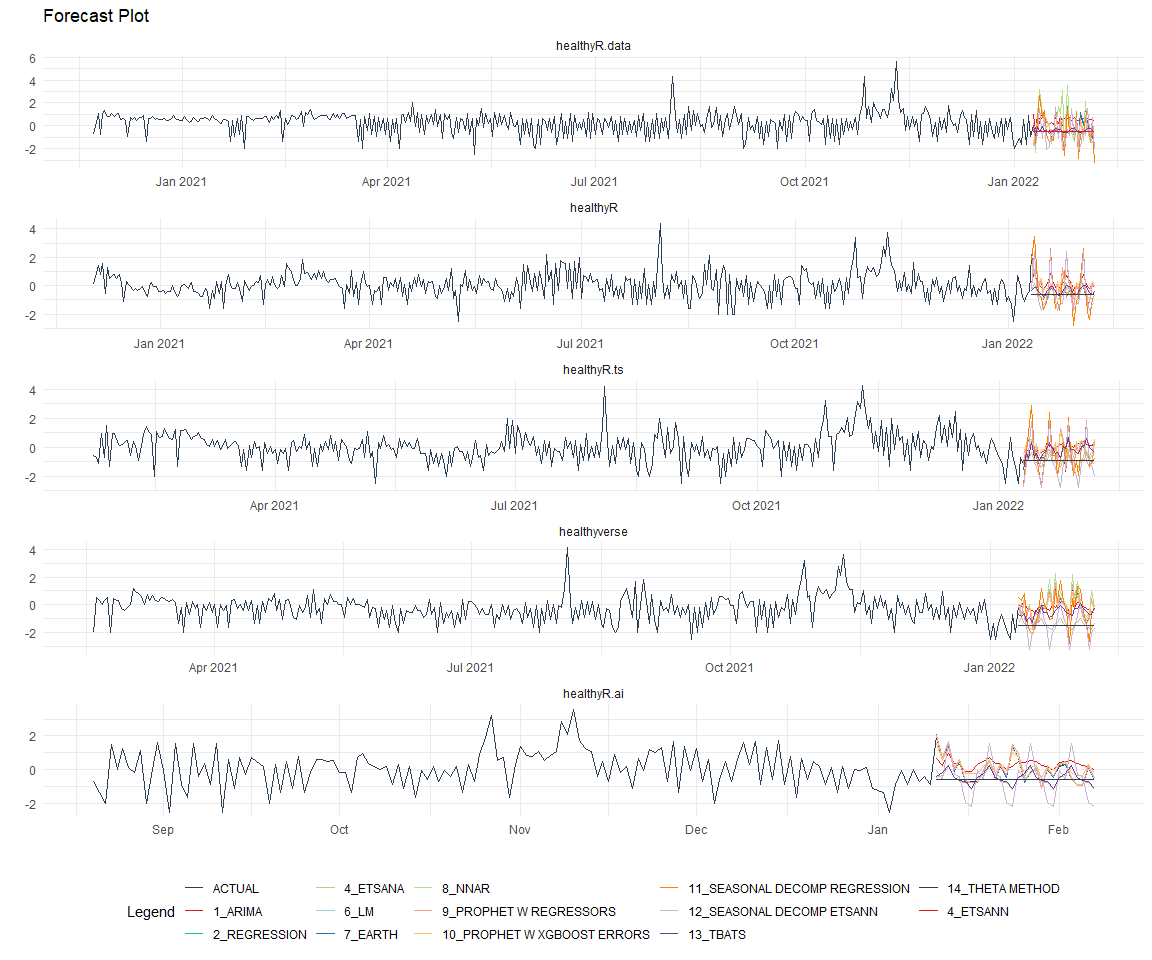 Forecast Plot
healthyR.data
6
4
2
0
-2
Jan 2021 Apr 2021 Jul 2021 Oct 2021 Jan 2022
healthyR
4
2
0
-2
Jan 2021 Apr 2021 Jul 2021 Oct 2021 Jan 2022
healthyR.ts
4
2
0
-2
Apr 2021 Jul 2021 Oct 2021 Jan 2022
healthyverse
4
2
0
-2
Apr 2021 Jul 2021 Oct 2021 Jan 2022
healthyR.ai
2
0
-2
Sep Oct Nov Dec Jan Feb
ACTUAL 4_ETSANA 8_NNAR 11_SEASONAL DECOMP REGRESSION 14_THETA METHOD
Legend 1_ARIMA 6_LM 9_PROPHET W REGRESSORS 12_SEASONAL DECOMP ETSANN 4_ETSANN
2_REGRESSION 7_EARTH 10_PROPHET W XGBOOST ERRORS 13_TBATS